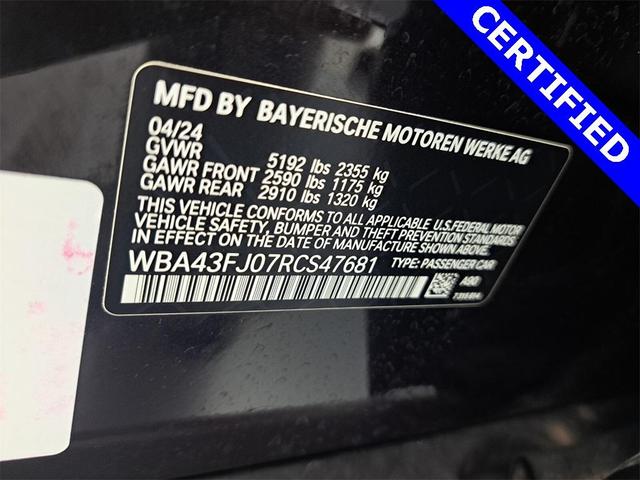 CERTIFIED
MFD BY BAYERISCHE MOTOREN WERKE AG
04/24
GVWR 5192 lbs 2355 kg
GAWR FRONT 2590 lbs 1175 kg
GAWR REAR 2910 lbs 1320 kg
THIS VEHICLE CONFORMS TO ALL APPLICABLE U.S.FEDERAL MOTOR
VEHICLE SAFETY, BUMPER AND THEFT PREVENTION STANDARDS
IN EFFECT ON THE DATE OF MANUFACTURE SHOWN ABOVE.
WBA43FJ07RCS47681 TYPE: PASSENGER CAR